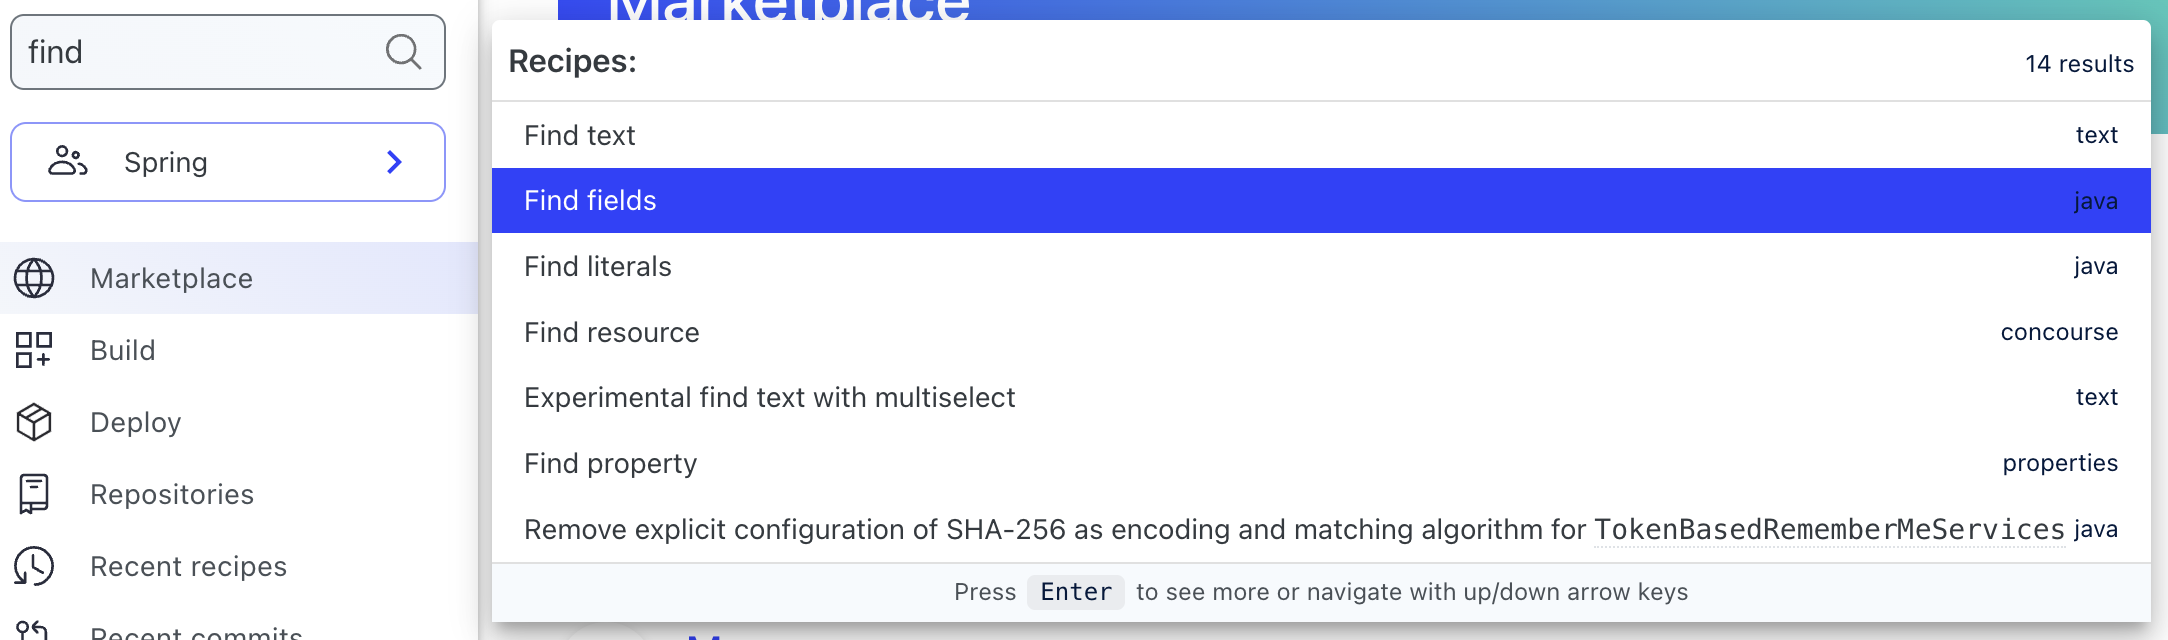 Marketplace
find
Spring
Marketplace
Build
Deploy
Repositories
Recent recipes
Recent commits
Recipes:
14 results
Find text text
Find fields java
Find literals java
Find resource concourse
Experimental find text with multiselect text
Find property properties
Remove explicit configuration of SHA-256 as encoding and matching algorithm for TokenBasedRememberMeServices java
Press Enter to see more or navigate with up/down arrow keys